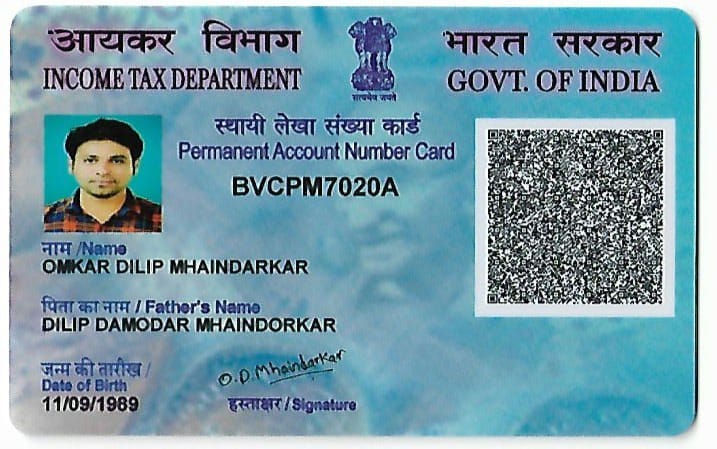 आयकर विभाग
INCOME TAX DEPARTMENT
सत्यमेव जयते
भारत सरकार
GOVT. OF INDIA
स्थायी लेखा संख्या कार्ड
Permanent Account Number Card
BVCPM7020A
नाम /Name
OMKAR DILIP MHAINDARKAR
पिता का नाम / Father's Name
DILIP DAMODAR MHAINDORKAR
जन्म की तारीख /
Date of Birth
11/09/1989
O.D.Mhaindarkar
हस्ताक्षर / Signature